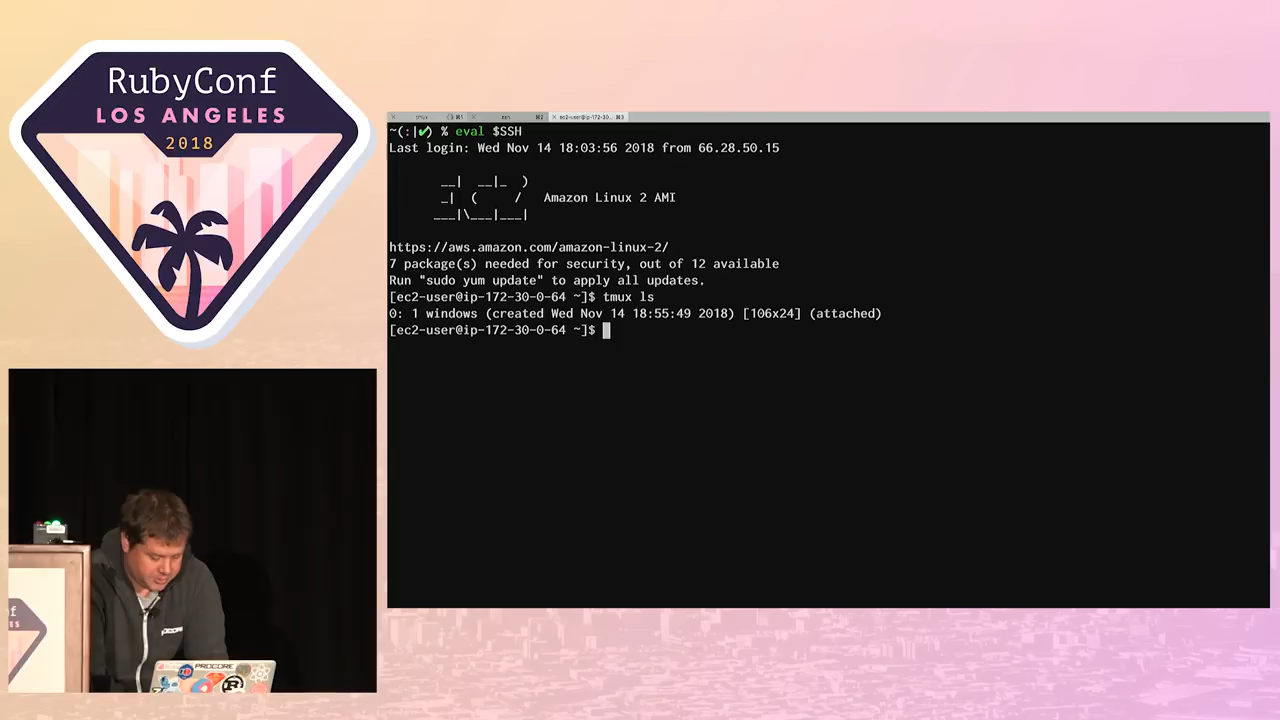 RubyConf
LOS ANGELES
2018
~(:|✔) % eval $SSH
Last login: Wed Nov 14 18:03:56 2018 from 66.28.50.15
__| __|_ )
_| ( / Amazon Linux 2 AMI
___|\___|___|
https://aws.amazon.com/amazon-linux-2/
7 package(s) needed for security, out of 12 available
Run "sudo yum update" to apply all updates.
[ec2-user@ip-172-30-0-64 ~]$ tmux ls
0: 1 windows (created Wed Nov 14 18:55:49 2018) [106x24] (attached)
[ec2-user@ip-172-30-0-64 ~]$
PROCORE
PROCORE